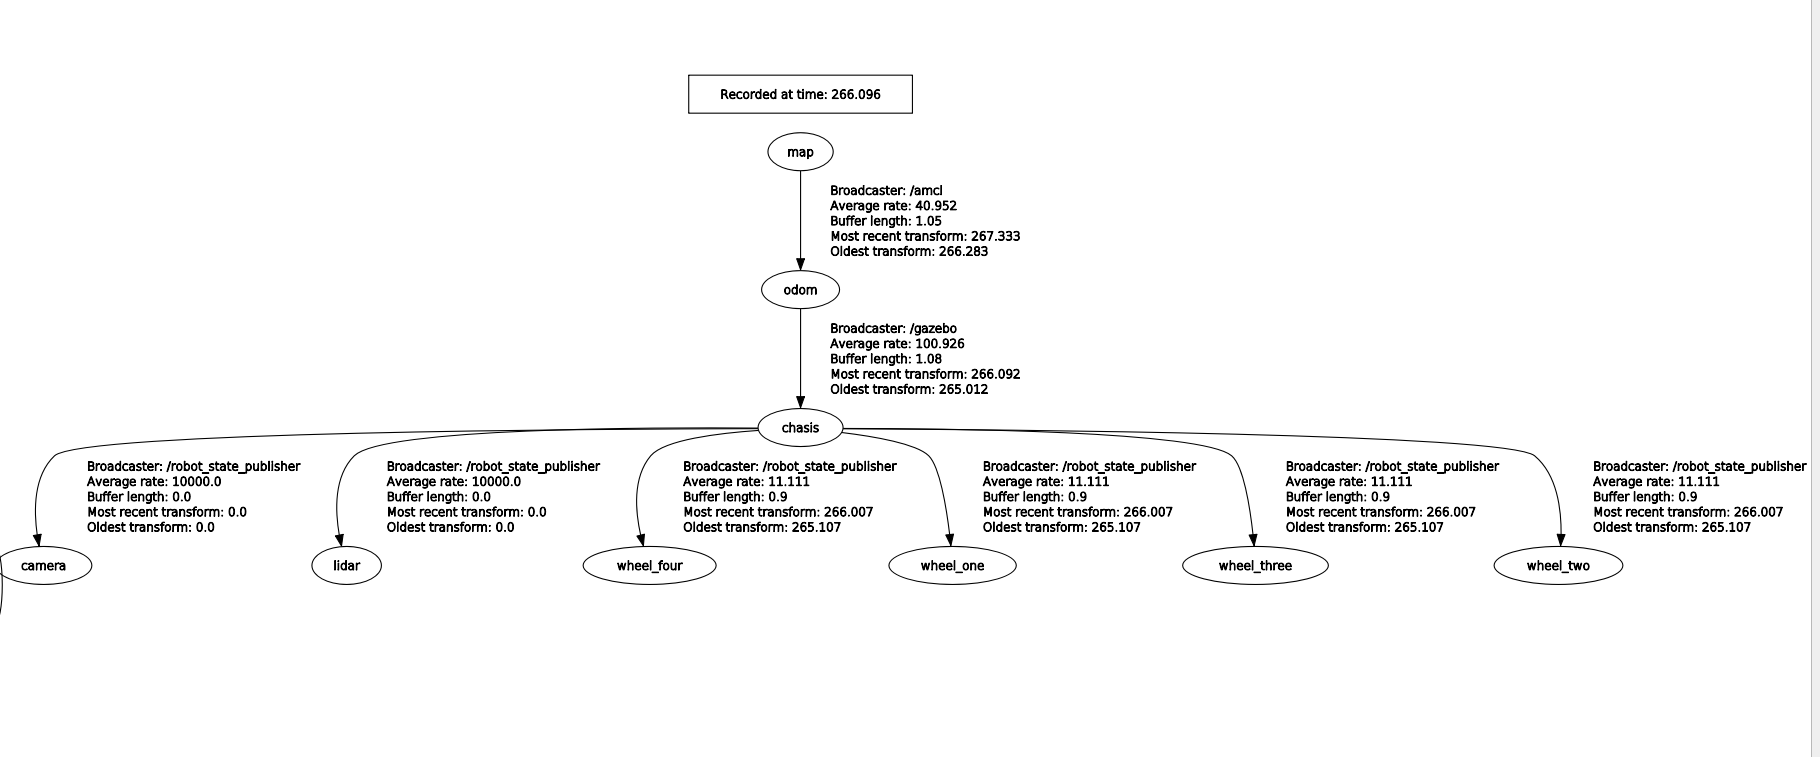 Recorded at time: 266.096
map
Broadcaster: /amcl
Average rate: 40.952
Buffer length: 1.05
Most recent transform: 267.333
Oldest transform: 266.283
odom
Broadcaster: /gazebo
Average rate: 100.926
Buffer length: 1.08
Most recent transform: 266.092
Oldest transform: 265.012
chasis
Broadcaster: /robot_state_publisher
Average rate: 10000.0
Buffer length: 0.0
Most recent transform: 0.0
Oldest transform: 0.0
Broadcaster: /robot_state_publisher
Average rate: 10000.0
Buffer length: 0.0
Most recent transform: 0.0
Oldest transform: 0.0
Broadcaster: /robot_state_publisher
Average rate: 11.111
Buffer length: 0.9
Most recent transform: 266.007
Oldest transform: 265.107
Broadcaster: /robot_state_publisher
Average rate: 11.111
Buffer length: 0.9
Most recent transform: 266.007
Oldest transform: 265.107
Broadcaster: /robot_state_publisher
Average rate: 11.111
Buffer length: 0.9
Most recent transform: 266.007
Oldest transform: 265.107
Broadcaster: /robot_state_publisher
Average rate: 11.111
Buffer length: 0.9
Most recent transform: 266.007
Oldest transform: 265.107
camera
lidar
wheel_four
wheel_one
wheel_three
wheel_two